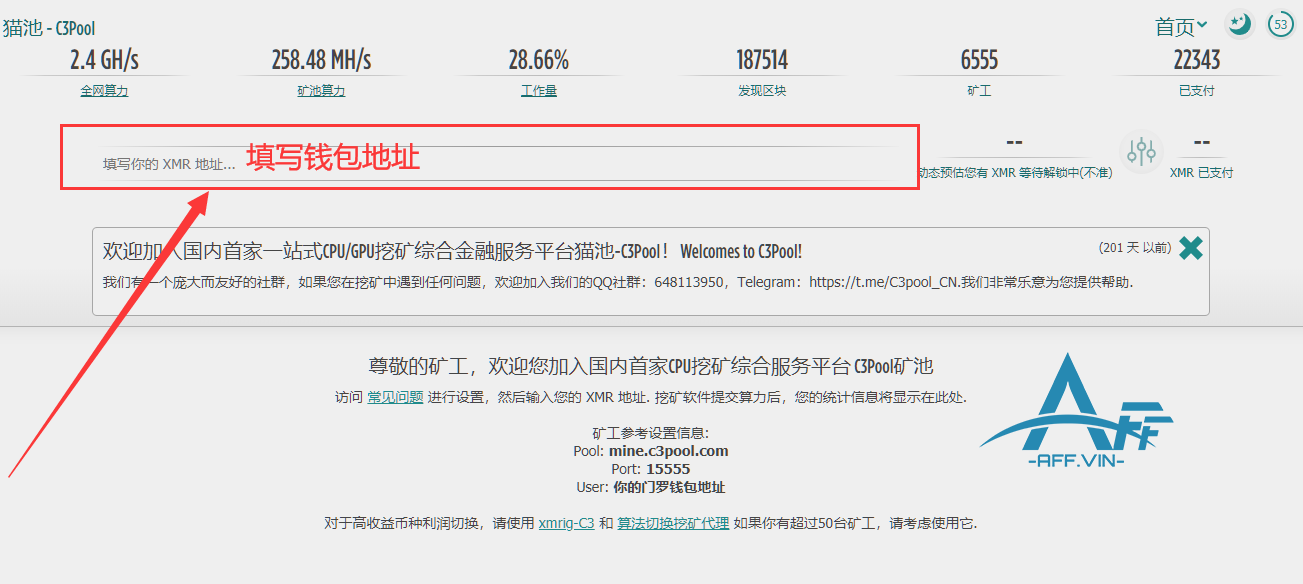 猫池 - C3Pool
首页
53
2.4 GH/s
258.48 MH/s
28.66%
187514
6555
22343
全网算力
矿池算力
工作量
发现区块
矿工
已支付
填写你的 XMR 地址...
填写钱包地址
--
--
动态预估您有 XMR 等待解锁中(不准)
XMR 已支付
欢迎加入国内首家一站式CPU/GPU挖矿综合金融服务平台猫池-C3Pool！ Welcomes to C3Pool!
(201 天 以前)
我们有一个庞大而友好的社群，如果您在挖矿中遇到任何问题，欢迎加入我们的QQ社群：648113950，Telegram：https://t.me/C3pool_CN.我们非常乐意为您提供帮助.
尊敬的矿工，欢迎您加入国内首家CPU挖矿综合服务平台 C3Pool矿池
访问 常见问题 进行设置，然后输入您的 XMR 地址. 挖矿软件提交算力后，您的统计信息将显示在此处.
矿工参考设置信息:
Pool: mine.c3pool.com
Port: 15555
User: 你的门罗钱包地址
AFF
-AFF.VIN-
对于高收益币种利润切换，请使用 xmrig-C3 和 算法切换挖矿代理 如果你有超过50台矿工，请考虑使用它.